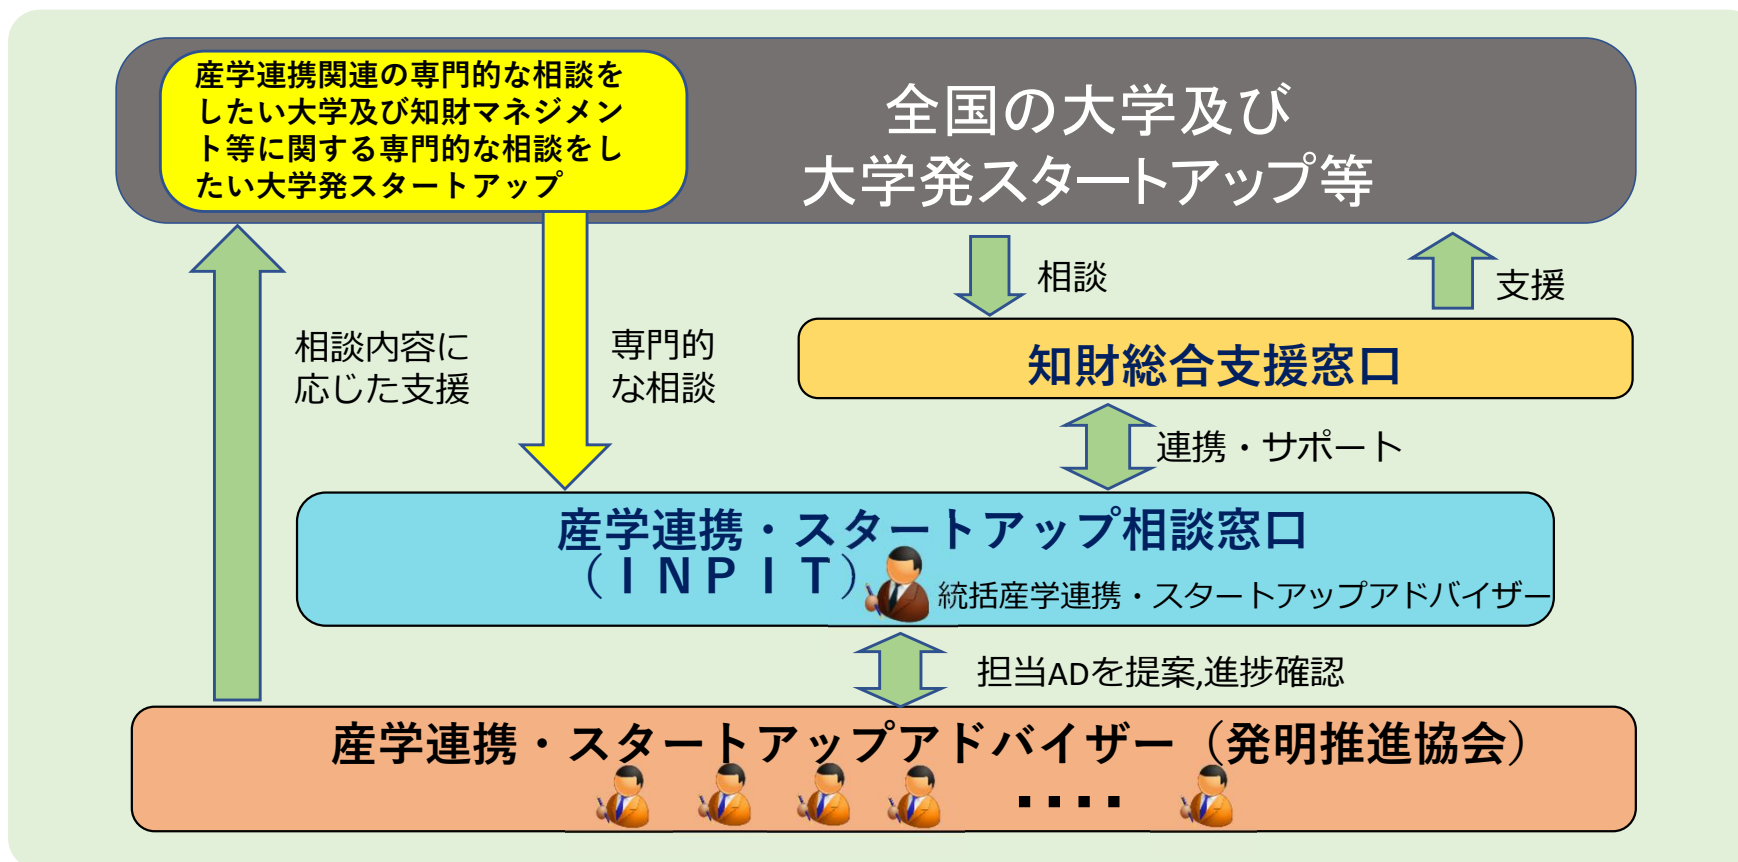 産学連携関連の専門的な相談を
したい大学及び知財マネジメン
ト等に関する専門的な相談をし
たい大学発スタートアップ
全国の大学及び
大学発スタートアップ等
相談
支援
知財総合支援窓口
相談内容に
応じた支援
専門的
な相談
連携・サポート
産学連携・スタートアップ相談窓口
（ＩＮＰＩＴ）
統括産学連携・スタートアップアドバイザー
担当ADを提案,進捗確認
産学連携・スタートアップアドバイザー（発明推進協会）
・・・・